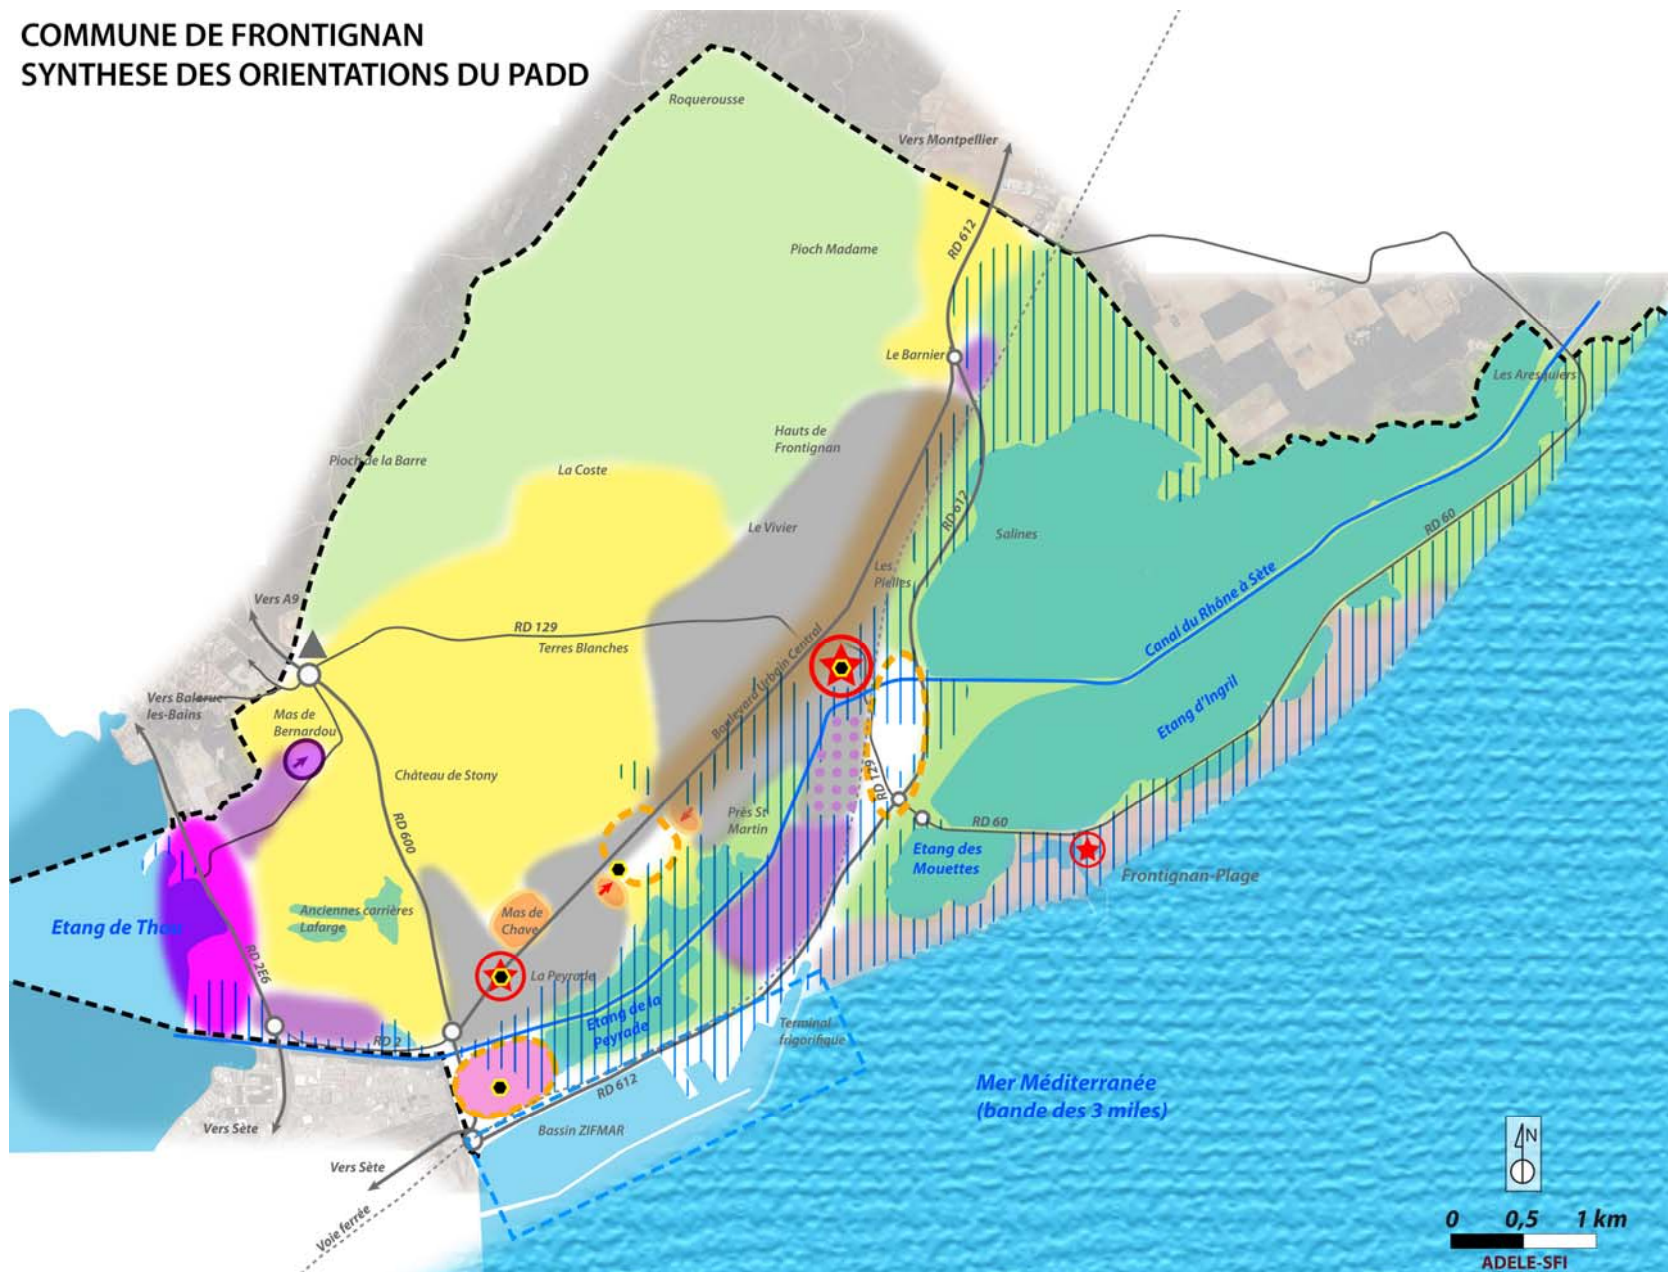 COMMUNE DE FRONTIGNAN
SYNTHESE DES ORIENTATIONS DU PADD
Roquerousse
Vers Montpellier
RD 612
Pioch Madame
Le Barnier
Les Aresquiers
Hauts de
Frontignan
Pioch de la Barre
La Coste
Le Vivier
RD 612
Salines
RD 60
Les
Pielles
Vers A9
RD 129
Terres Blanches
Canal du Rhône à Sète
Boulevard Urbain Central
Vers Balaruc
les-Bains
Mas de
Bernardou
Etang d'Ingril
Château de Stony
RD 129
RD 600
Près St
Martin
RD 60
Etang des
Mouettes
Frontignan-Plage
Anciennes carrières
Lafarge
Mas de
Chave
Etang de Thau
RD 2E6
La Peyrade
Etang de la
Peyrade
Terminal
frigorifique
RD 2
RD 612
Mer Méditerranée
(bande des 3 miles)
Vers Sète
Bassin ZIFMAR
Vers Sète
Voie ferrée
N
0 0,5 1 km
ADELE-SFI